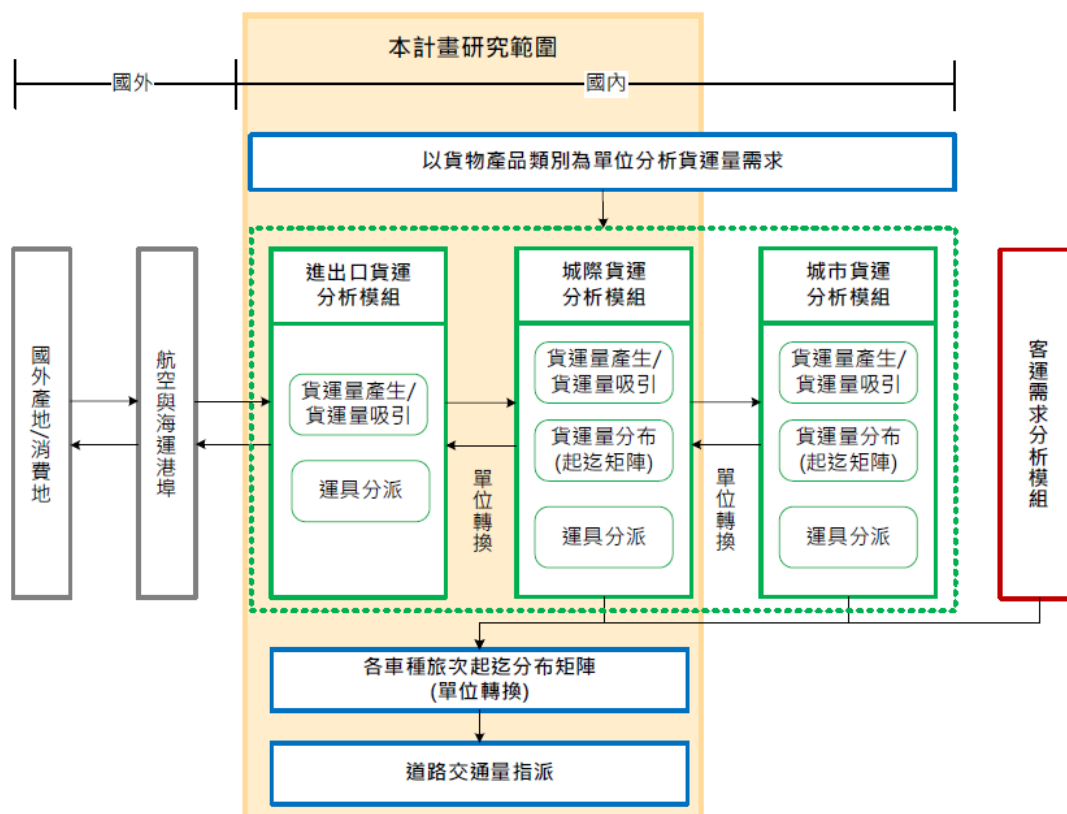 本計畫研究範圍
國外
國內
以貨物產品類別為單位分析貨運量需求
國外產地/消費地
航空與海運港埠
進出口貨運
分析模組
貨運量產生/
貨運量吸引
運具分派
單位轉換
城際貨運
分析模組
貨運量產生/
貨運量吸引
貨運量分布
(起迄矩陣)
運具分派
單位轉換
城市貨運
分析模組
貨運量產生/
貨運量吸引
貨運量分布
(起迄矩陣)
運具分派
客運需求分析模組
各車種旅次起迄分布矩陣
(單位轉換)
道路交通量指派